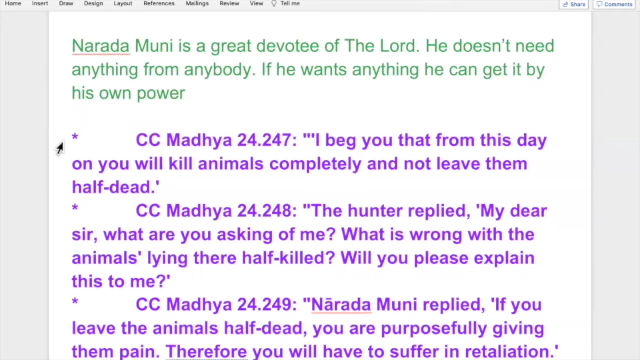 Home Insert Draw Design Layout References Mailings Review View Tell me Share Comments
Narada Muni is a great devotee of The Lord. He doesn't need
anything from anybody. If he wants anything he can get it by
his own power
* CC Madhya 24.247: "'I beg you that from this day
on you will kill animals completely and not leave them
half-dead.'
* CC Madhya 24.248: "The hunter replied, 'My dear
sir, what are you asking of me? What is wrong with the
animals' lying there half-killed? Will you please explain
this to me?'
* CC Madhya 24.249: "Nārada Muni replied, 'If you
leave the animals half-dead, you are purposefully giving
them pain. Therefore you will have to suffer in retaliation.'